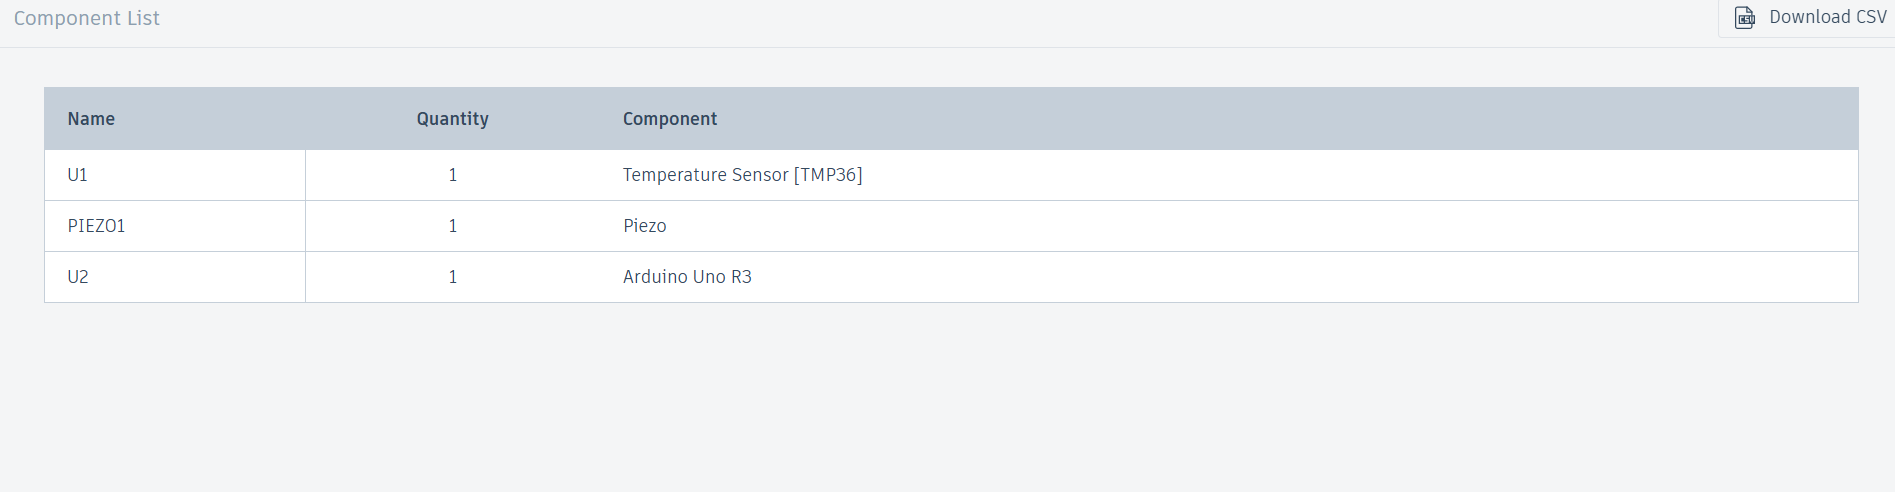 Component List
Download CSV
Name Quantity Component
U1 1 Temperature Sensor [TMP36]
PIEZO1 1 Piezo
U2 1 Arduino Uno R3